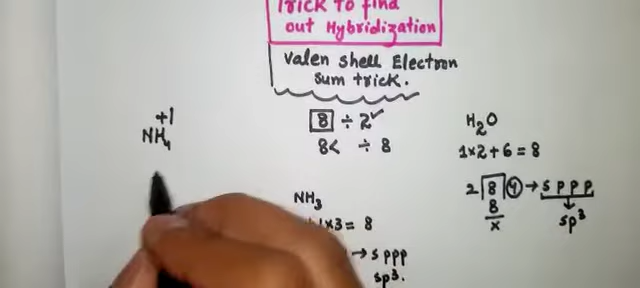 Trick to find
out Hybridization
Valen shell Electron
sum trick.
+1
NH4
8 ÷ 2✓
8< ÷ 8
H2O
1×2+6=8
2 8 4 → s p p p
8
x
sp³
NH3
1×3= 8
→ s ppp
sp³.